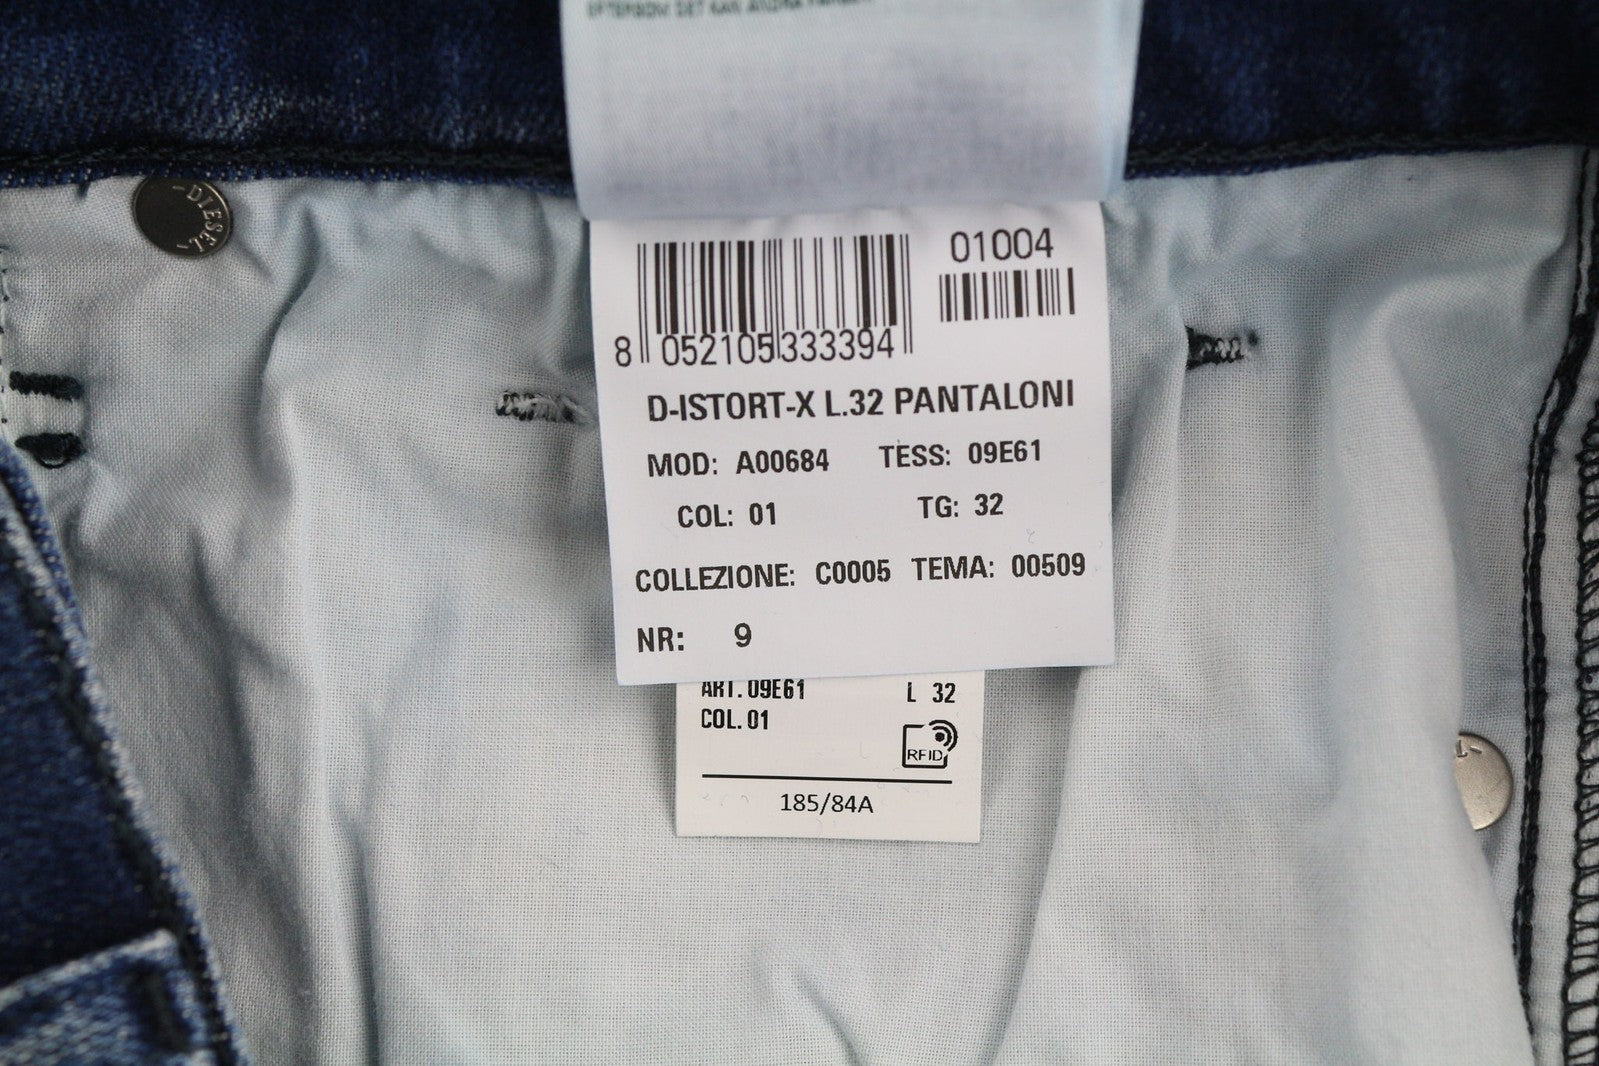 DIESEL
01004
8 052105 333394
D-ISTORT-X L.32 PANTALONI
MOD: A00684 TESS: 09E61
COL: 01 TG: 32
COLLEZIONE: C0005 TEMA: 00509
NR: 9
ART. 09E61 L 32
COL. 01
RFID
185/84A